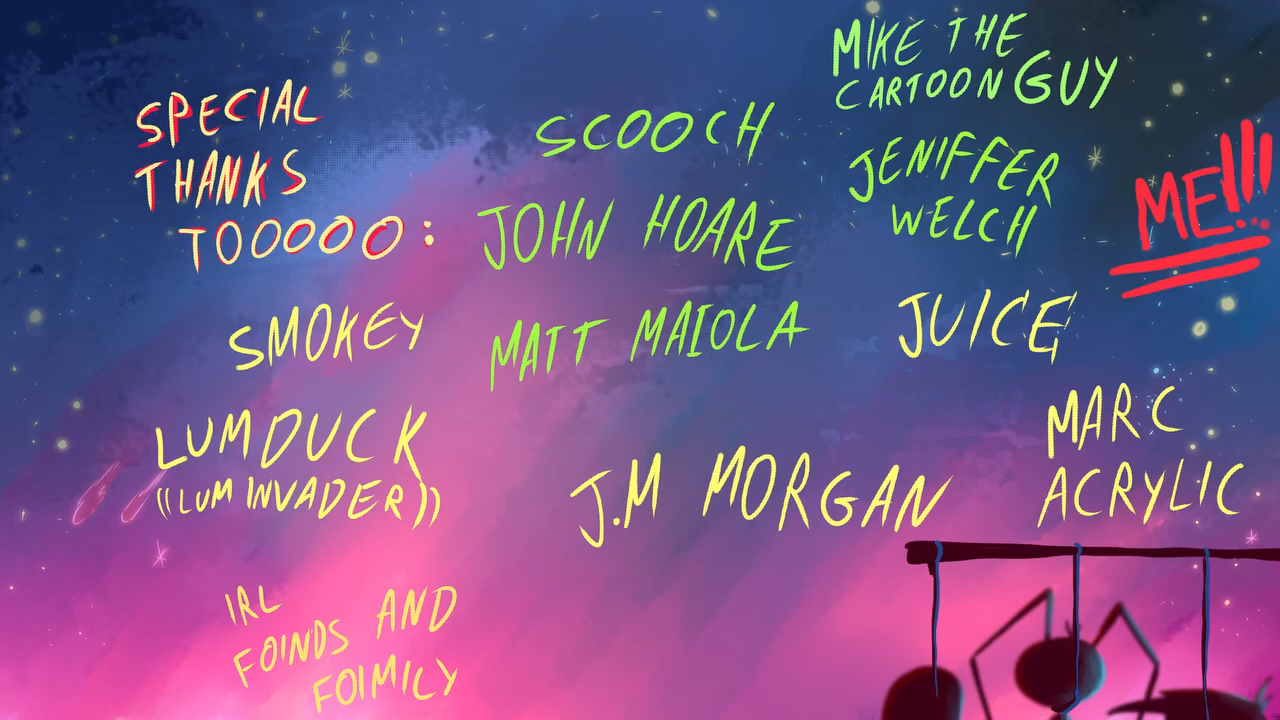 SPECIAL
THANKS
TOOOOO:
SMOKEY
LUMDUCK
((LUM INVADER))
IRL
FOINDS AND
FOIMILY
SCOOCH
JOHN HOARE
MATT MAIOLA
J.M MORGAN
MIKE THE
CARTOON GUY
JENIFFER
WELCH
JUICE
MARC
ACRYLIC
ME!!!